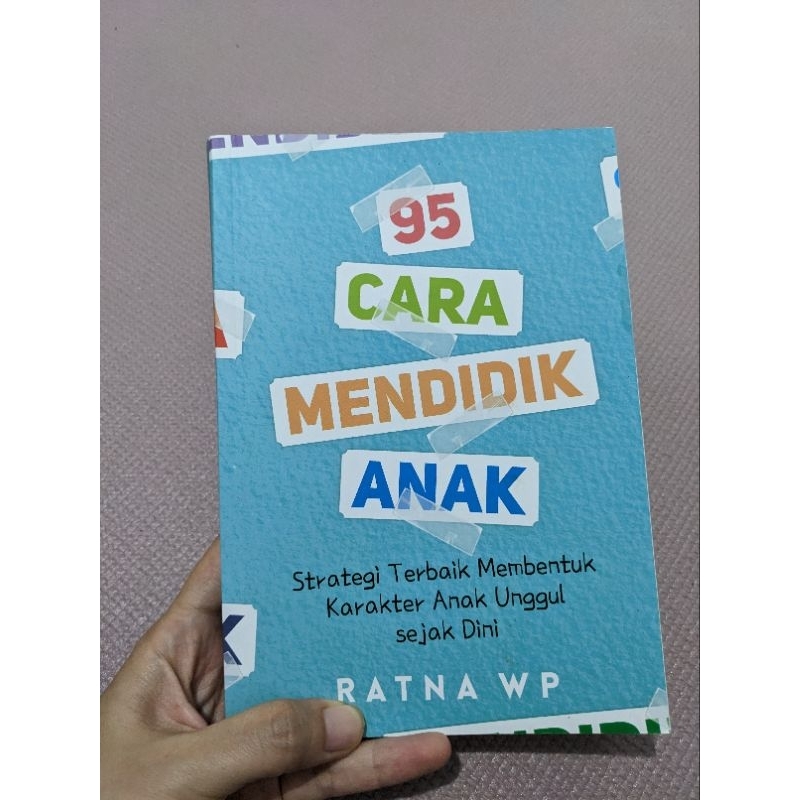 95
CARA
MENDIDIK
ANAK
Strategi Terbaik Membentuk
Karakter Anak Unggul
sejak Dini
RATNA WP